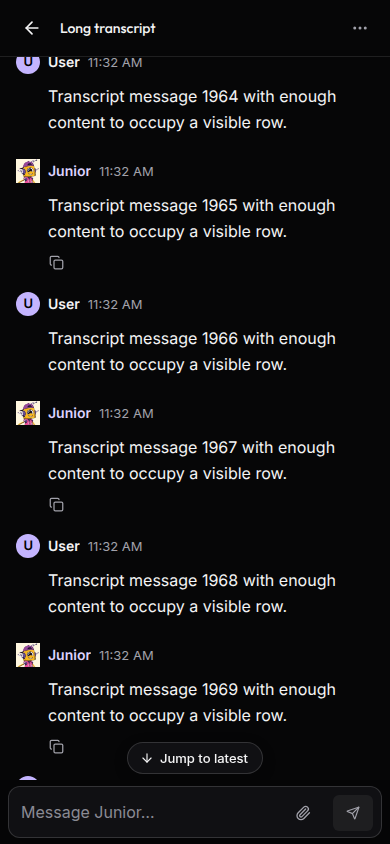 Long transcript
U User 11:32 AM
Transcript message 1964 with enough
content to occupy a visible row.
Junior 11:32 AM
Transcript message 1965 with enough
content to occupy a visible row.
U User 11:32 AM
Transcript message 1966 with enough
content to occupy a visible row.
Junior 11:32 AM
Transcript message 1967 with enough
content to occupy a visible row.
U User 11:32 AM
Transcript message 1968 with enough
content to occupy a visible row.
Junior 11:32 AM
Transcript message 1969 with enough
content to occupy a visible row.
Jump to latest
Message Junior...